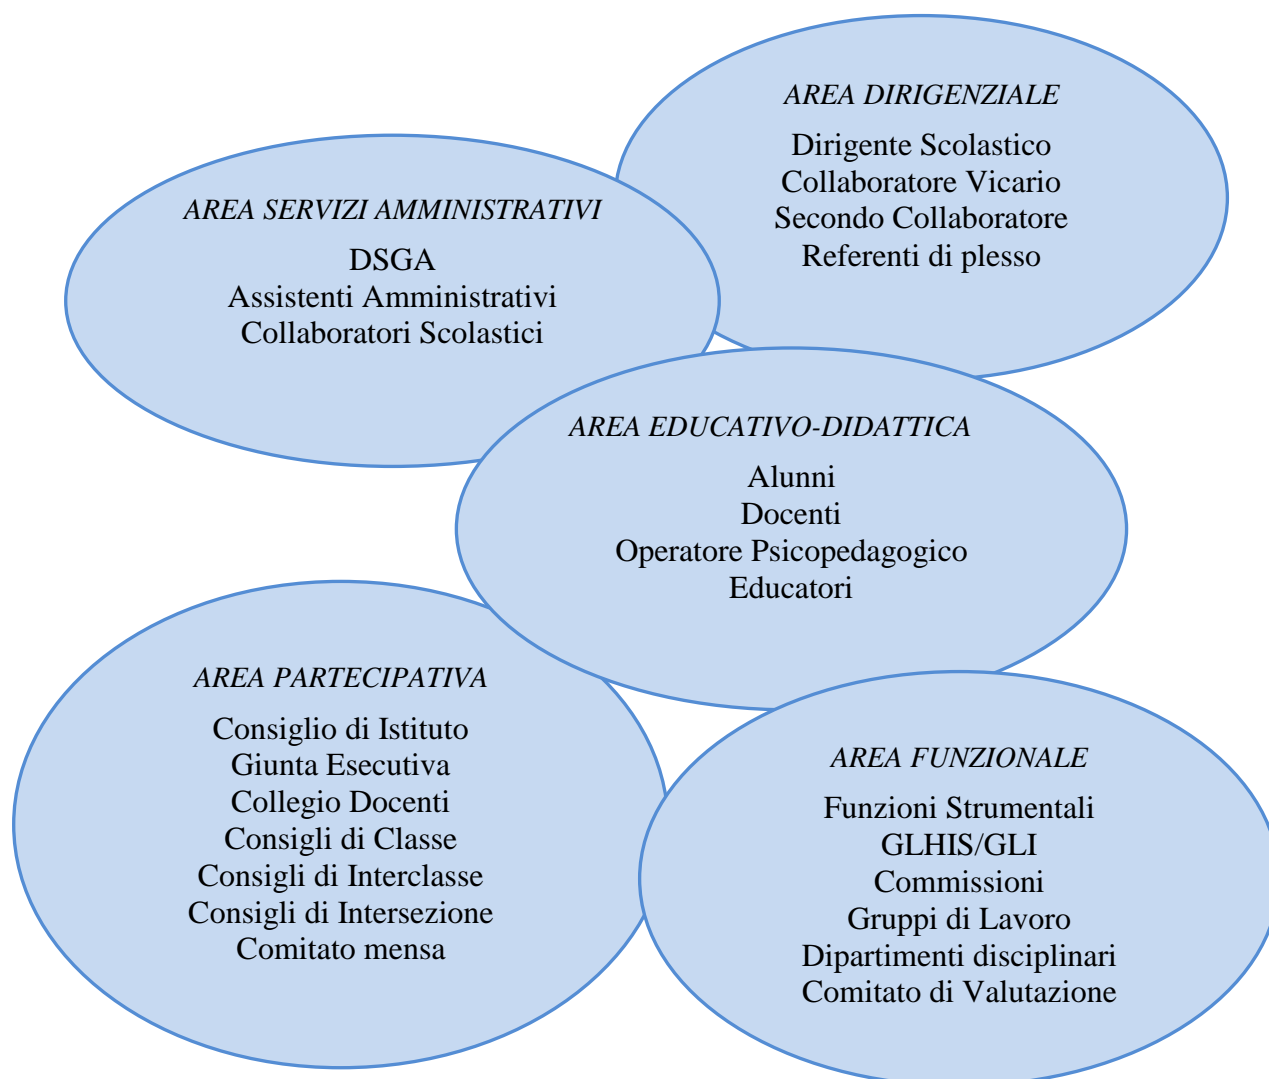 AREA DIRIGENZIALE
Dirigente Scolastico
Collaboratore Vicario
Secondo Collaboratore
Referenti di plesso
AREA SERVIZI AMMINISTRATIVI
DSGA
Assistenti Amministrativi
Collaboratori Scolastici
AREA EDUCATIVO-DIDATTICA
Alunni
Docenti
Operatore Psicopedagogico
Educatori
AREA PARTECIPATIVA
Consiglio di Istituto
Giunta Esecutiva
Collegio Docenti
Consigli di Classe
Consigli di Interclasse
Consigli di Intersezione
Comitato mensa
AREA FUNZIONALE
Funzioni Strumentali
GLHIS/GLI
Commissioni
Gruppi di Lavoro
Dipartimenti disciplinari
Comitato di Valutazione